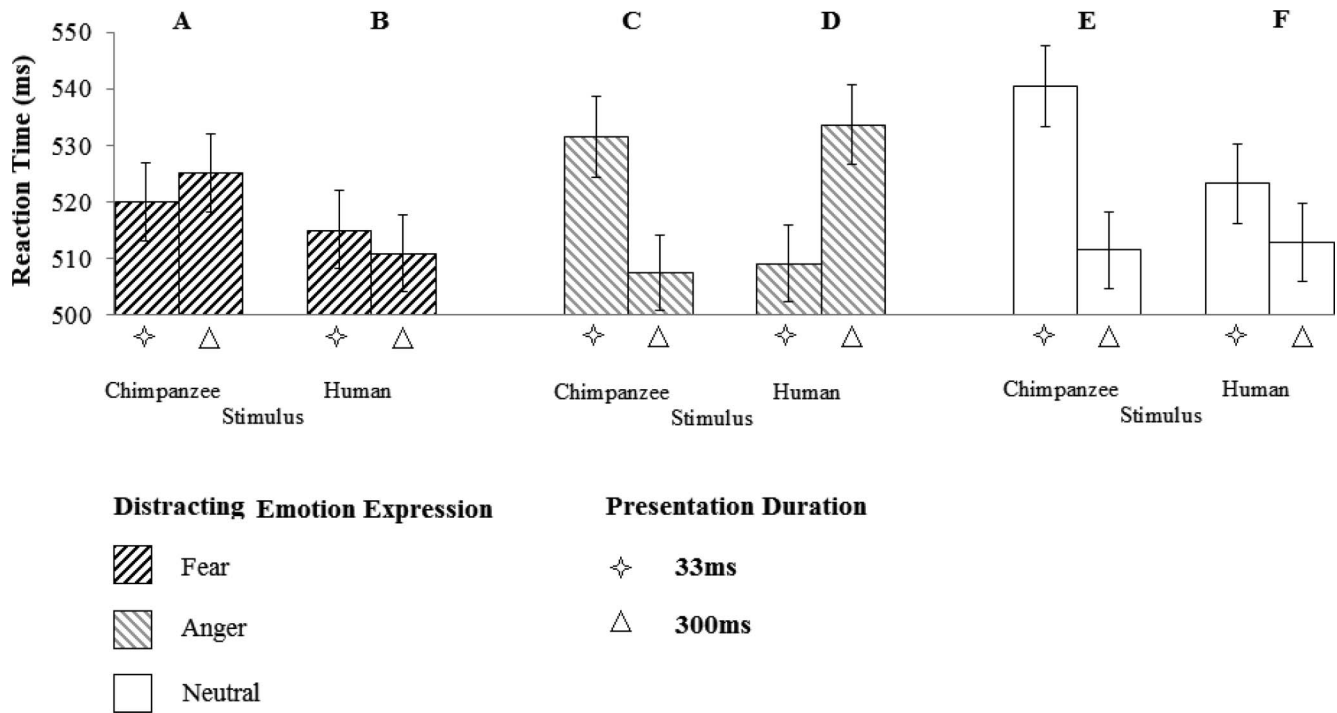 A B C D E F
550
540
530
520
510
500
Reaction Time (ms)
Chimpanzee Human Chimpanzee Human Chimpanzee Human
Stimulus Stimulus Stimulus
Distracting Emotion Expression Presentation Duration
Fear 33ms
Anger 300ms
Neutral